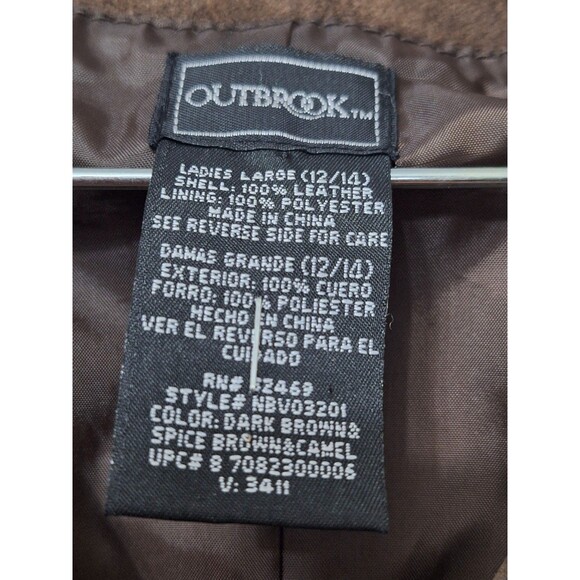 OUTBROOK™
LADIES LARGE (12/14)
SHELL: 100% LEATHER
LINING: 100% POLYESTER
MADE IN CHINA
SEE REVERSE SIDE FOR CARE
DAMAS GRANDE (12/14)
EXTERIOR: 100% CUERO
FORRO: 100% POLIESTER
HECHO EN CHINA
VER EL REVERSO PARA EL
CUIDADO
RN#
STYLE# NBV03201
COLOR: DARK BROWN&
SPICE BROWN&CAMEL
UPC# 8 7082300006
V: 3411